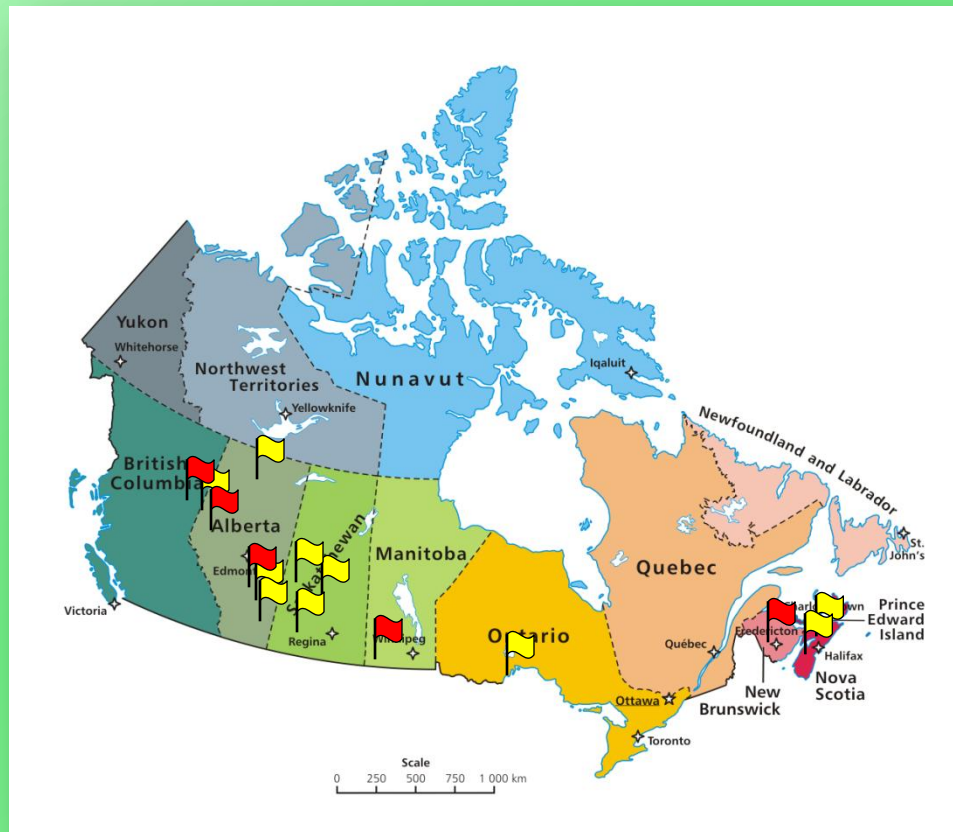 Yukon
Whitehorse
Northwest
Territories
Yellowknife
Nunavut
Iqaluit
Newfoundland and Labrador
St.
John's
British
Columbia
Victoria
Alberta
Regina
Manitoba
Ontario
Ottawa
Toronto
Quebec
Québec
Fredericton
New
Brunswick
Prince
Edward
Island
Halifax
Nova
Scotia
Scale
0 250 500 750 1 000 km